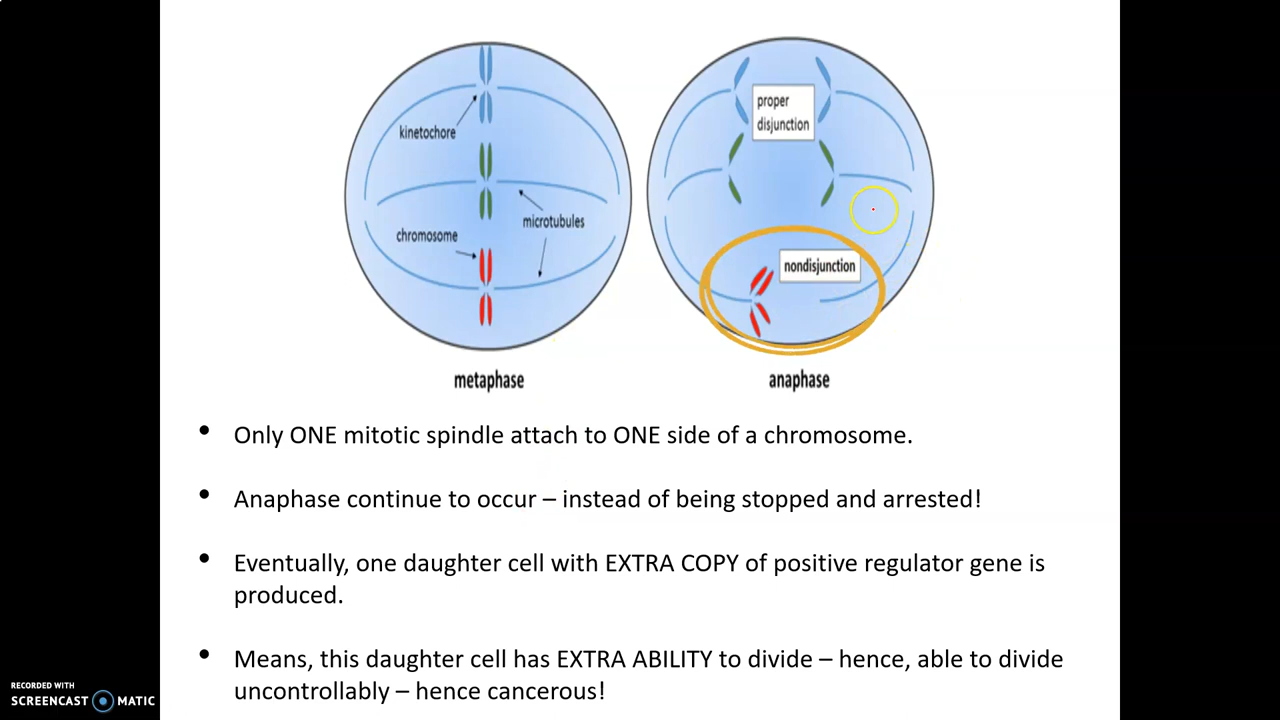 proper
disjunction
kinetochore
microtubules
chromosome
nondisjunction
metaphase
anaphase
• Only ONE mitotic spindle attach to ONE side of a chromosome.
• Anaphase continue to occur – instead of being stopped and arrested!
• Eventually, one daughter cell with EXTRA COPY of positive regulator gene is
produced.
• Means, this daughter cell has EXTRA ABILITY to divide – hence, able to divide
uncontrollably – hence cancerous!
RECORDED WITH
SCREENCAST MATIC